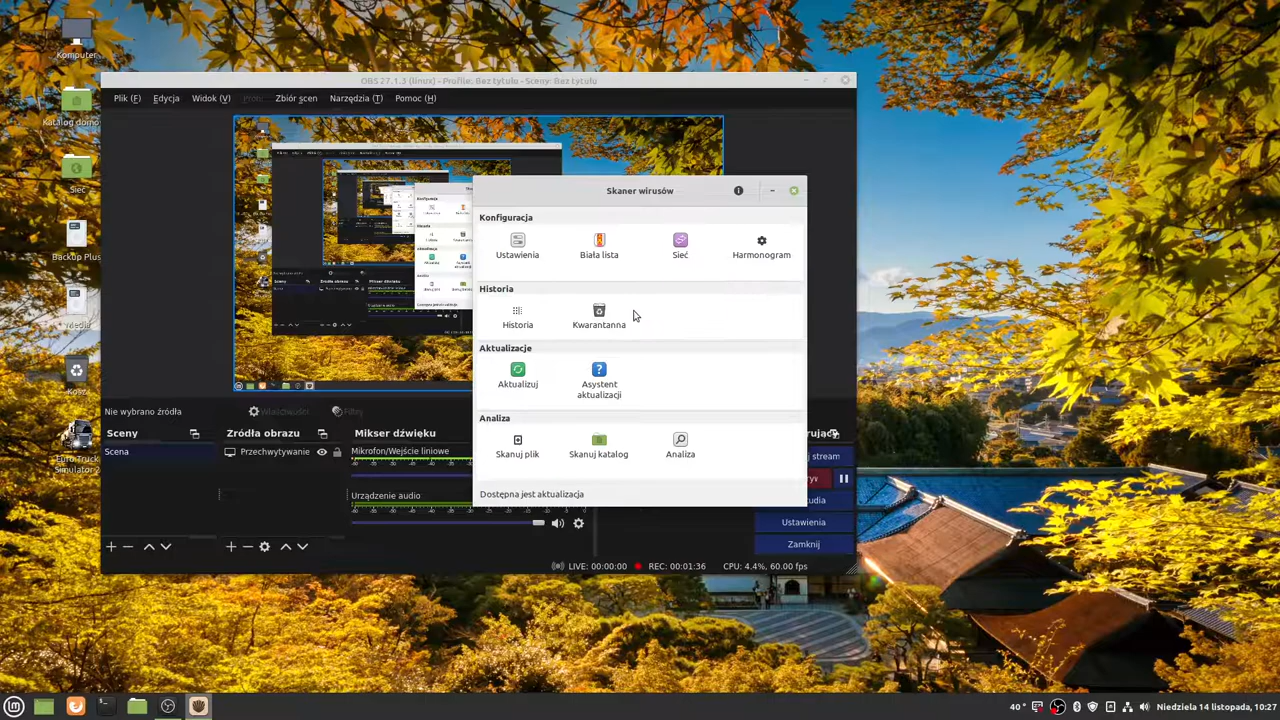 Komputer
Katalog domo
Sieć
Backup Plus
Media
Kosz
Euro Truck
Simulator 2
OBS 27.1.3 (linux) - Profile: Bez tytułu - Sceny: Bez tytułu
Plik (F)
Edycja
Widok (V)
Zbiór scen
Narzędzia (T)
Pomoc (H)
Skaner wirusów
Konfiguracja
Ustawienia
Biała lista
Sieć
Harmonogram
Historia
Historia
Kwarantanna
Aktualizacje
Aktualizuj
Asystent
aktualizacji
Analiza
Skanuj plik
Skanuj katalog
Analiza
Dostępna jest aktualizacja
Nie wybrano źródła
Właściwości
Filtry
Sceny
Scena
Źródła obrazu
Przechwytywanie
Mikser dźwięku
Mikrofon/Wejście liniowe
Urządzenie audio
stream
Ustawienia
Zamknij
LIVE: 00:00:00
REC: 00:01:36
CPU: 4.4%, 60.00 fps
40 °
Niedziela 14 listopada, 10:27